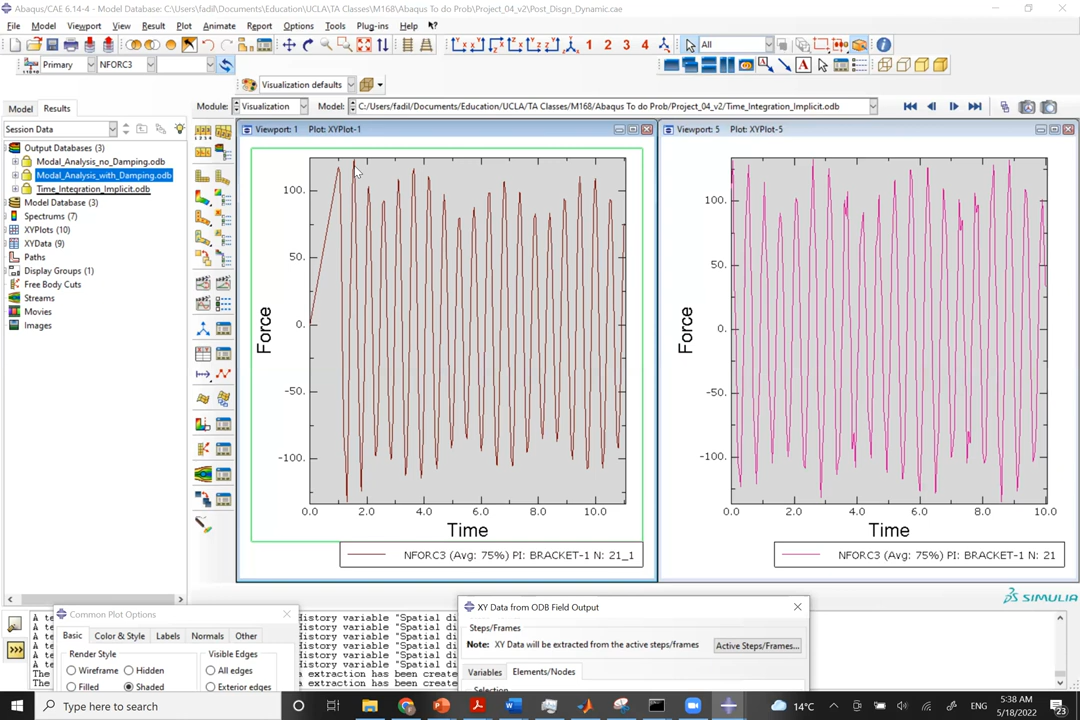 Abaqus/CAE 6.14-4 - Model Database: C:\Users\fadil\Documents\Education\UCLA\TA Classes\M168\Abaqus To do Prob\Project_04_v2\Post_Disgn_Dynamic.cae
File Model Viewport View Result Plot Animate Report Options Tools Plug-ins Help
1 2 3 4 All
Primary NFORC3
Visualization defaults
Model Results Module: Visualization Model: C:/Users/fadil/Documents/Education/UCLA/TA Classes/M168/Abaqus To do Prob/Project_04_v2/Time_Integration_Implicit.odb
Session Data
Viewport: 1 Plot: XYPlot-1
Viewport: 5 Plot: XYPlot-5
Output Databases (3)
Modal_Analysis_no_Damping.odb
Modal_Analysis_with_Damping.odb
Time_Integration_Implicit.odb
Model Database (3)
Spectrums (7)
XYPlots (10)
XYData (9)
Paths
Display Groups (1)
Free Body Cuts
Streams
Movies
Images
100.
50.
0.
-50.
-100.
Force
0.0 2.0 4.0 6.0 8.0 10.0
Time
NFORC3 (Avg: 75%) PI: BRACKET-1 N: 21_1
100.
50.
0.
-50.
-100.
Force
0.0 2.0 4.0 6.0 8.0 10.0
Time
NFORC3 (Avg: 75%) PI: BRACKET-1 N: 21
SIMULIA
Common Plot Options
Basic Color & Style Labels Normals Other
Render Style Visible Edges
Wireframe Hidden All edges
Filled Shaded Exterior edges
History variable "Spatial di
History variable "Spatial di
History variable "Spatial di
History variable "Spatial di
History variable "Spatial di
a extraction has been create
a extraction has been create
XY Data from ODB Field Output
Steps/Frames
Note: XY Data will be extracted from the active steps/frames Active Steps/Frames...
Variables Elements/Nodes
Selection
Type here to search
14°C
ENG
5:38 AM
5/18/2022
23